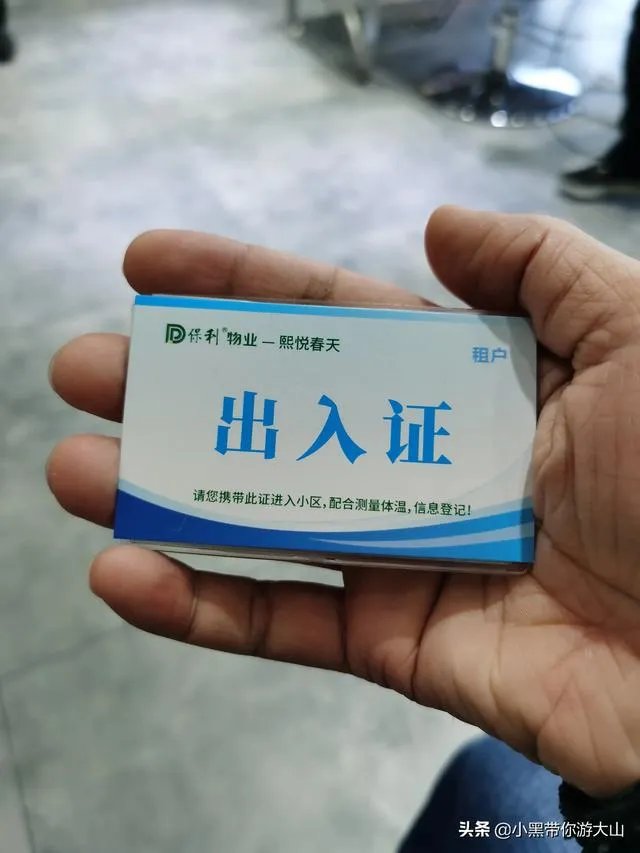 保利®物业—熙悦春天
租户
出入证
请您携带此证进入小区,配合测量体温,信息登记!
头条 @小黑带你游大山